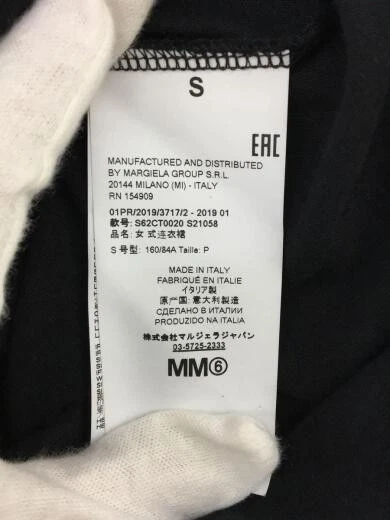 S
EAC
MANUFACTURED AND DISTRIBUTED
BY MARGIELA GROUP S.R.L.
20144 MILANO (MI) - ITALY
RN 154909
01PR/2019/3717/2 - 2019 01
款号: S62CT0020 S21058
品名: 女 式连衣裙
S 号型: 160/84A Taille: P
MADE IN ITALY
FABRIQUÉ EN ITALIE
イタリア製
原产国: 意大利製造
СДЕЛАНО В ИТАЛИИ
PRODUZIDO NA ITALIA
株式会社マルジェラジャパン
03-5725-2333
MM⑥